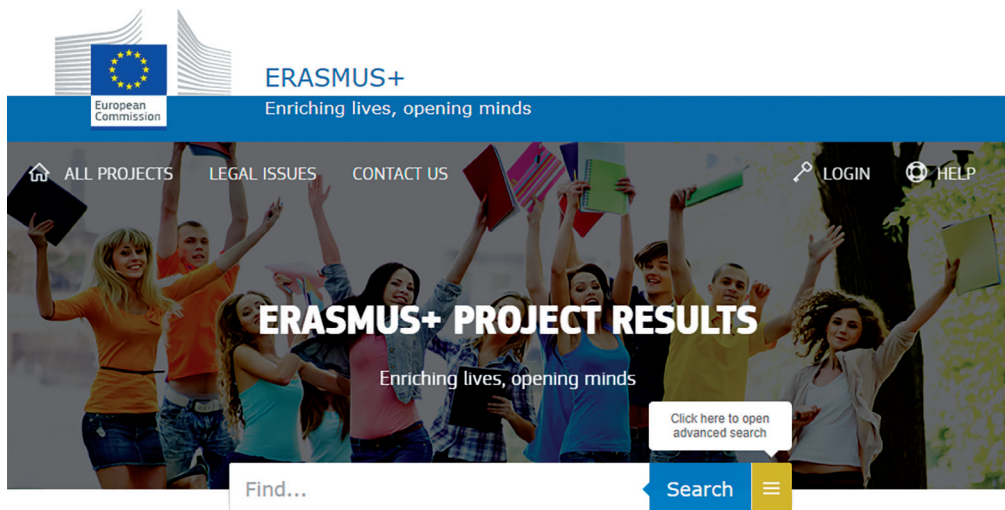 European
Commission
ERASMUS+
Enriching lives, opening minds
ALL PROJECTS LEGAL ISSUES CONTACT US LOGIN HELP
ERASMUS+ PROJECT RESULTS
Enriching lives, opening minds
Click here to open
advanced search
Find... Search